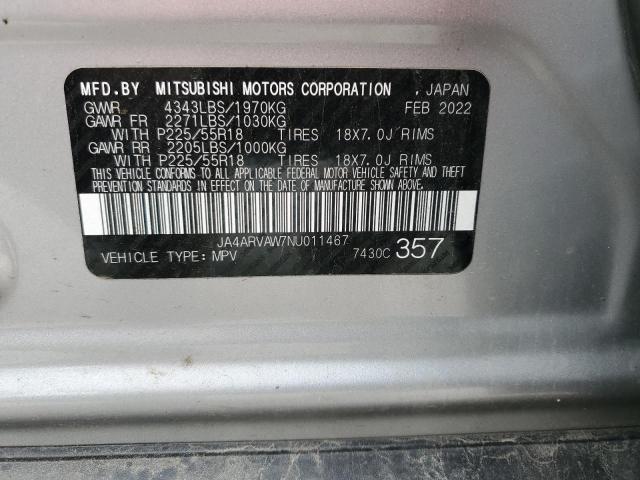 MFD.BY MITSUBISHI MOTORS CORPORATION , JAPAN
GVWR 4343LBS/1970KG FEB 2022
GAWR FR 2271LBS/1030KG
WITH P225/55R18 TIRES 18X7.0J RIMS
GAWR RR 2205LBS/1000KG
WITH P225/55R18 TIRES 18X7.0J RIMS
THIS VEHICLE CONFORMS TO ALL APPLICABLE FEDERAL MOTOR VEHICLE SAFETY AND THEFT
PREVENTION STANDARDS IN EFFECT ON THE DATE OF MANUFACTURE SHOWN ABOVE.
JA4ARVAW7NU011467
VEHICLE TYPE: MPV 7430C 357